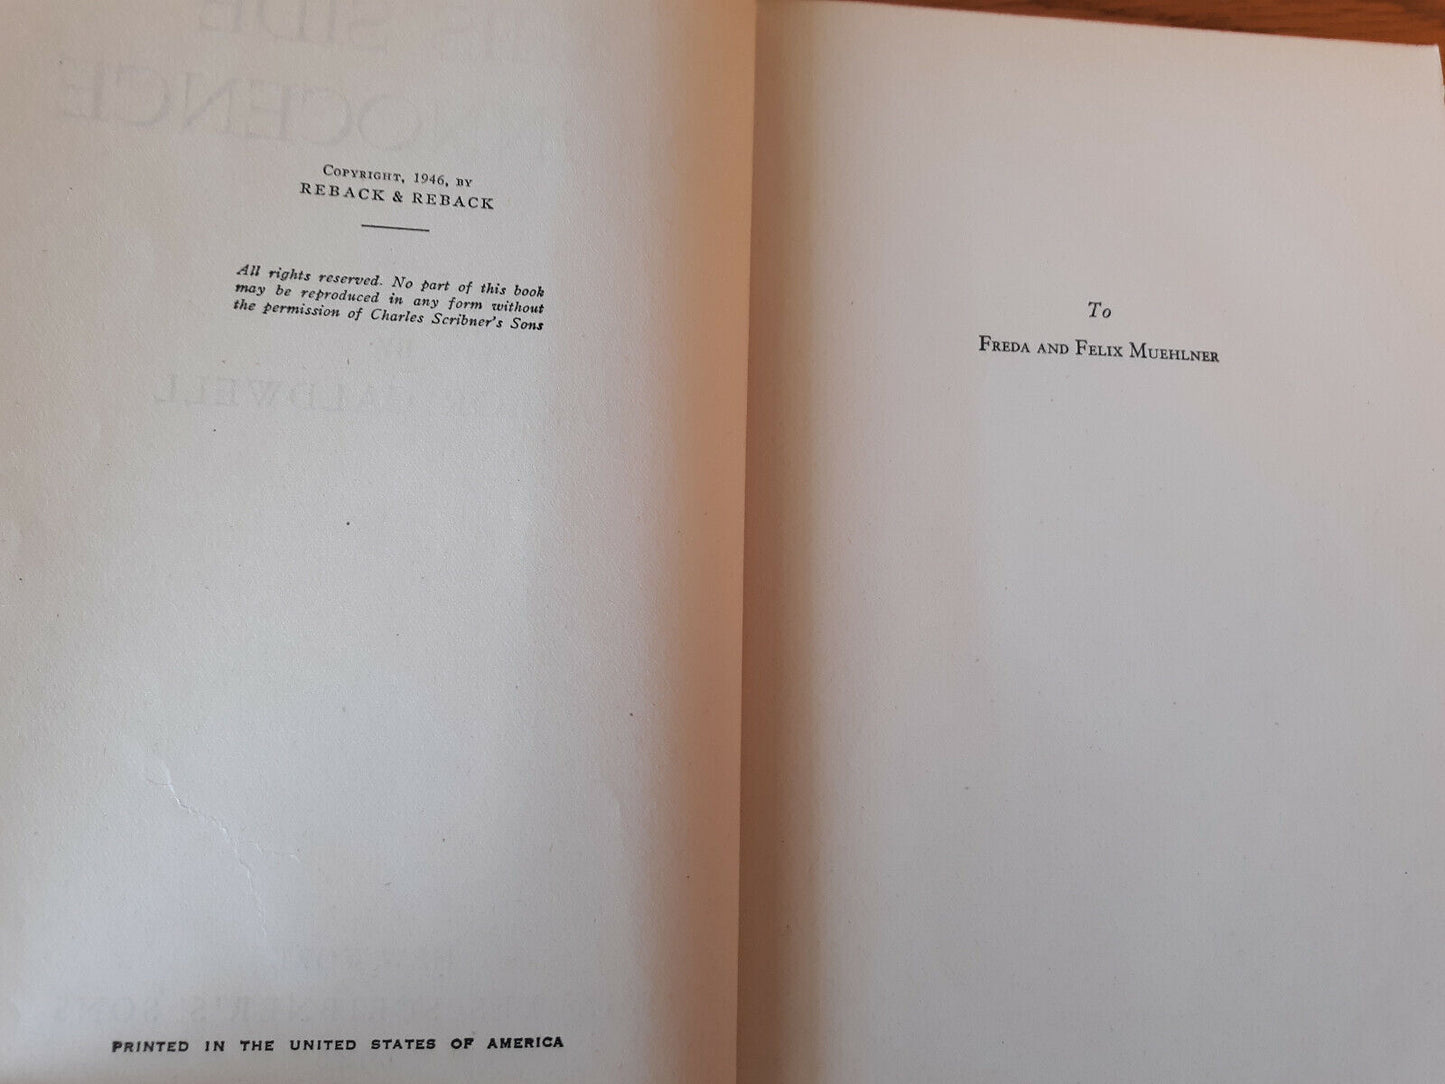 COPYRIGHT, 1946, BY
REBACK & REBACK
All rights reserved. No part of this book
may be reproduced in any form without
the permission of Charles Scribner's Sons
PRINTED IN THE UNITED STATES OF AMERICA
To
FREDA AND FELIX MUEHLNER